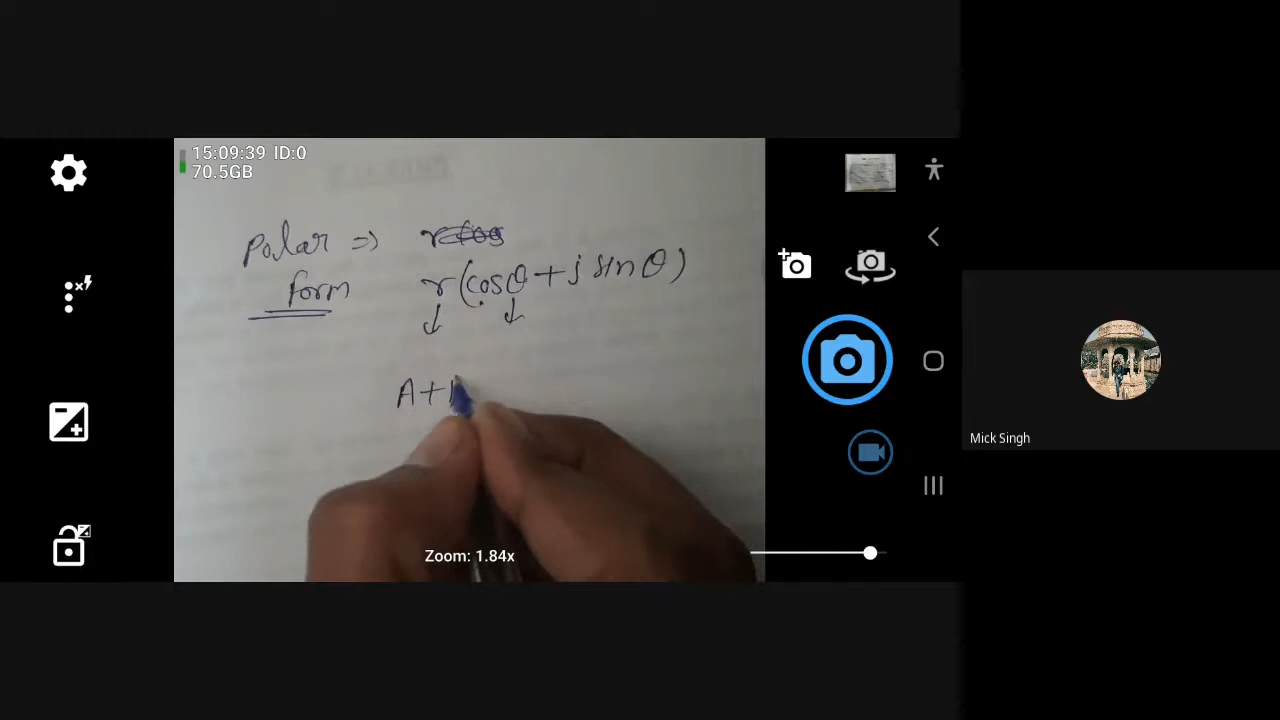 15:09:39 ID:0
70.5GB
Polar ⇒
form r(cosθ + j sinθ)
A+
Zoom: 1.84x
Mick Singh